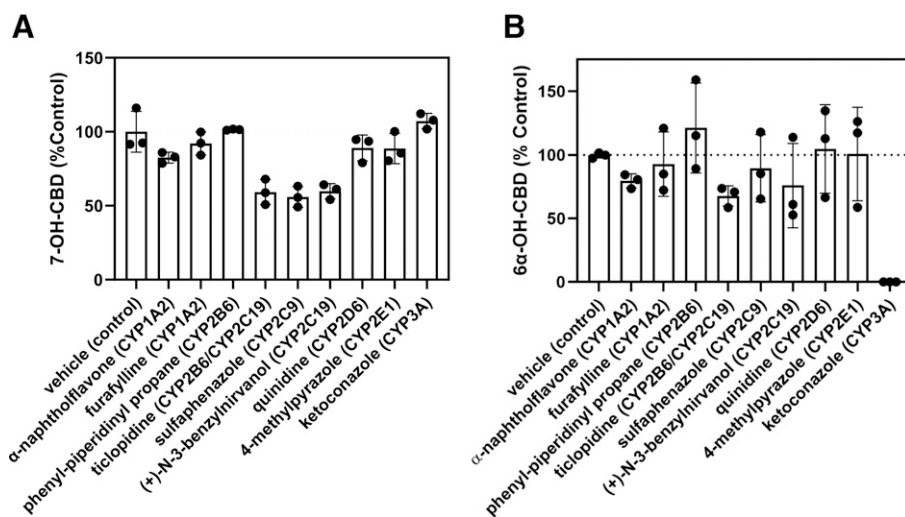 A
7-OH-CBD (%Control)
150
100
50
0
vehicle (control)
α-naphtholflavone (CYP1A2)
furafylline (CYP1A2)
phenyl-piperidinyl propane (CYP2B6)
ticlopidine (CYP2B6/CYP2C19)
sulfaphenazole (CYP2C9)
(+)-N-3-benzylnirvanol (CYP2C19)
quinidine (CYP2D6)
4-methylpyrazole (CYP2E1)
ketoconazole (CYP3A)
B
6α-OH-CBD (% Control)
150
100
50
0
vehicle (control)
α-naphtholflavone (CYP1A2)
furafylline (CYP1A2)
phenyl-piperidinyl propane (CYP2B6)
ticlopidine (CYP2B6/CYP2C19)
sulfaphenazole (CYP2C9)
(+)-N-3-benzylnirvanol (CYP2C19)
quinidine (CYP2D6)
4-methylpyrazole (CYP2E1)
ketoconazole (CYP3A)